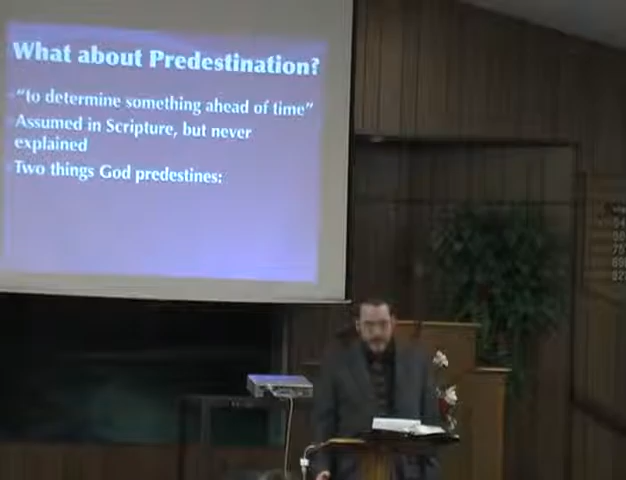 What about Predestination?
"to determine something ahead of time"
Assumed in Scripture, but never
explained
Two things God predestines: